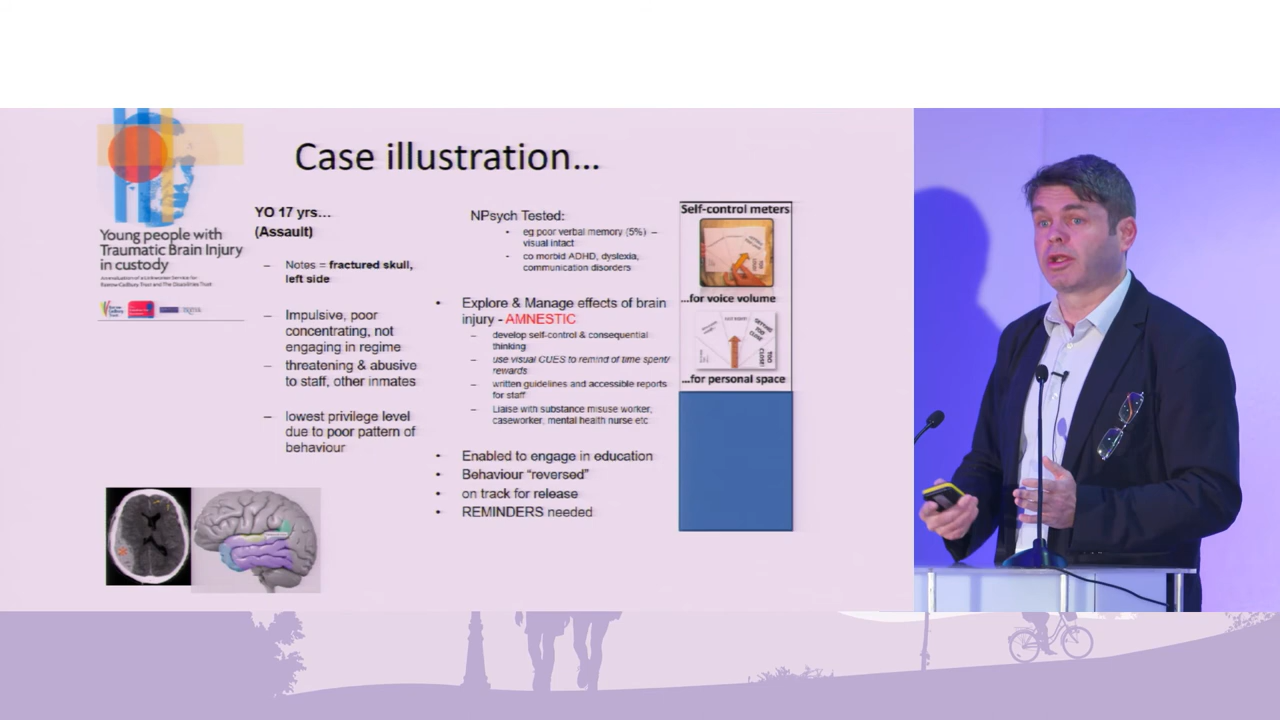 Case illustration...
Young people with
Traumatic Brain Injury
in custody
YO 17 yrs...
(Assault)
– Notes = fractured skull,
left side
– Impulsive, poor
concentrating, not
engaging in regime
– threatening & abusive
to staff, other inmates
– lowest privilege level
due to poor pattern of
behaviour
NPsych Tested:
• eg poor verbal memory (5%) –
visual intact
• co morbid ADHD, dyslexia,
communication disorders
• Explore & Manage effects of brain
injury - AMNESTIC
– develop self-control & consequential
thinking
– use visual CUES to remind of time spent/
rewards
– written guidelines and accessible reports
for staff
– Liaise with substance misuse worker,
caseworker, mental health nurse etc
• Enabled to engage in education
• Behaviour “reversed”
• on track for release
• REMINDERS needed
Self-control meters
...for voice volume
GETTING
TOO
CLOSE
TOO
CLOSE!
...for personal space